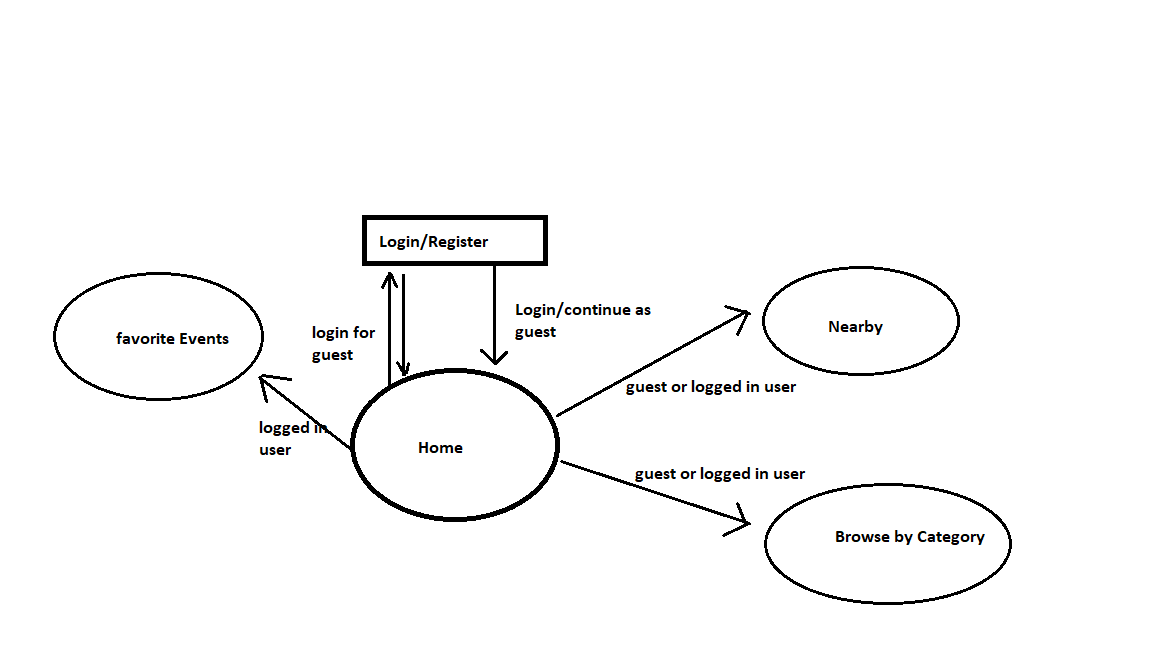 Login/Register
Login/continue as
guest
login for
guest
favorite Events
Nearby
guest or logged in user
logged in
user
Home
guest or logged in user
Browse by Category